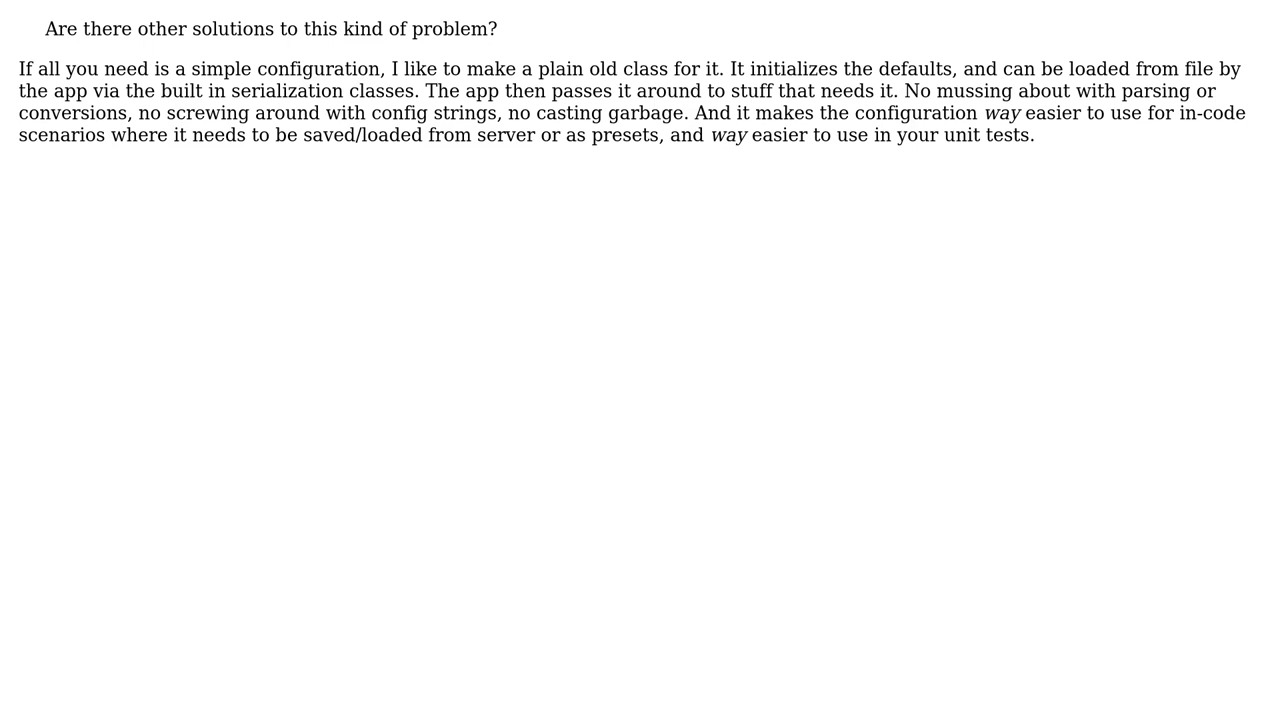 Are there other solutions to this kind of problem?
If all you need is a simple configuration, I like to make a plain old class for it. It initializes the defaults, and can be loaded from file by
the app via the built in serialization classes. The app then passes it around to stuff that needs it. No mussing about with parsing or
conversions, no screwing around with config strings, no casting garbage. And it makes the configuration way easier to use for in-code
scenarios where it needs to be saved/loaded from server or as presets, and way easier to use in your unit tests.